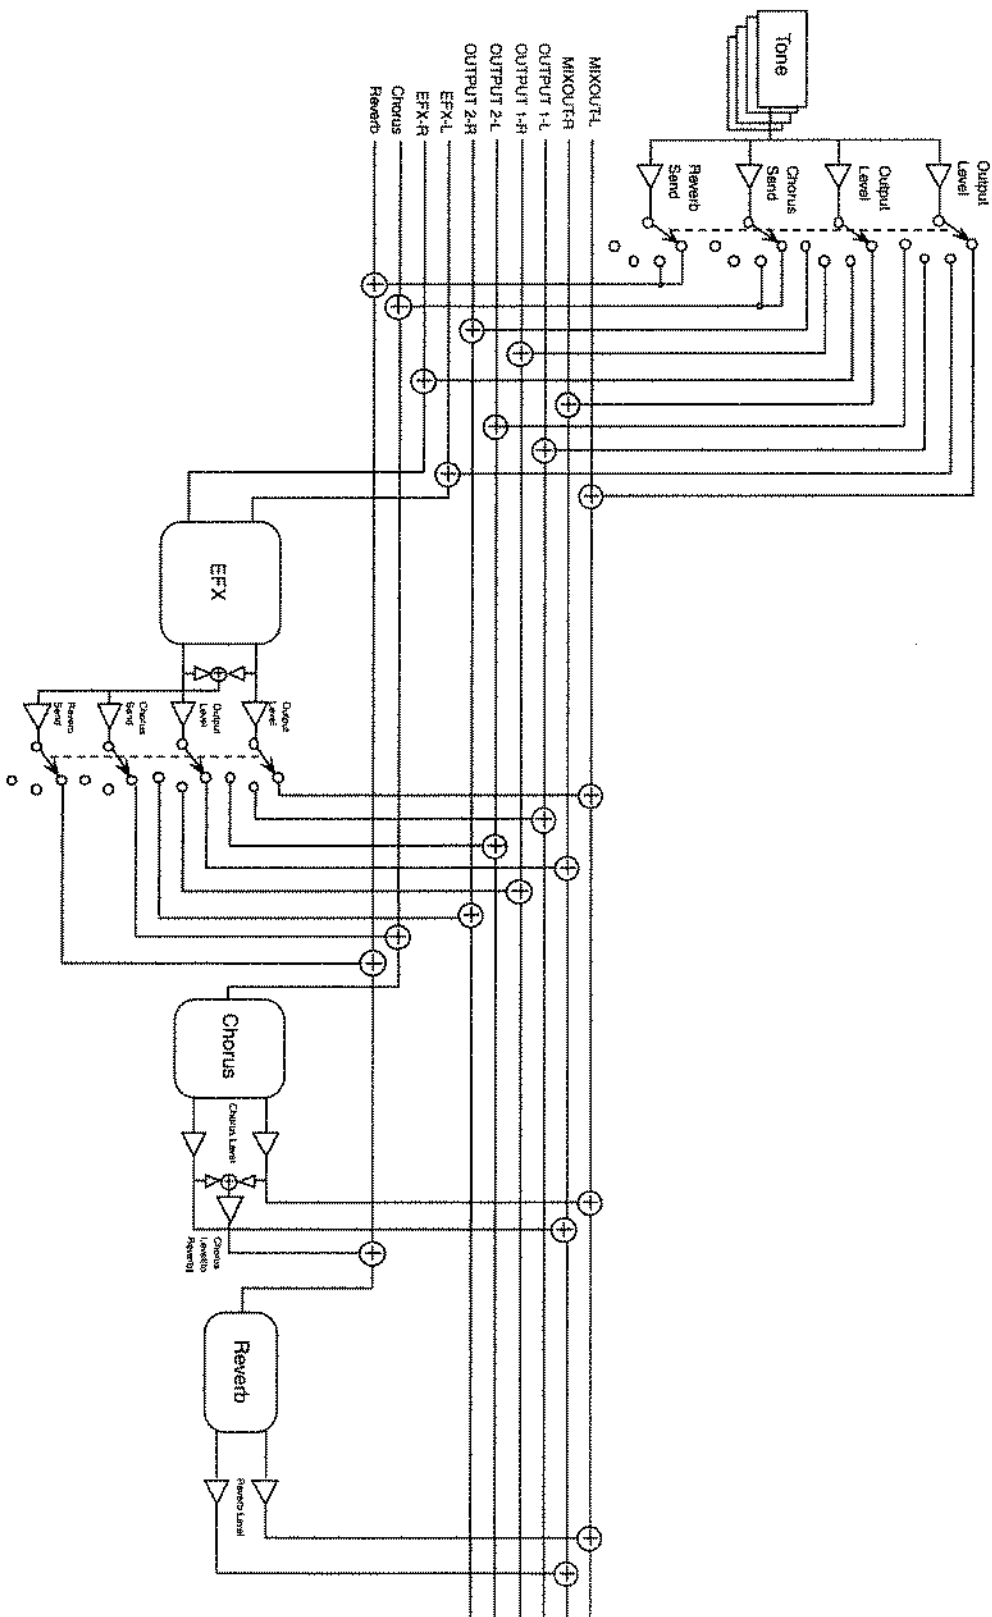 Tone
Output
Level
Output
Level
Chorus
Send
Reverb
Send
MIXOUT-L
MIXOUT-R
OUTPUT 1-L
OUTPUT 1-R
OUTPUT 2-L
OUTPUT 2-R
EFX-L
EFX-R
Chorus
Reverb
EFX
Output
Level
Output
Level
Chorus
Send
Reverb
Send
Chorus
Chorus Level
Chorus
Level(to
Reverb)
Reverb
Reverb Level